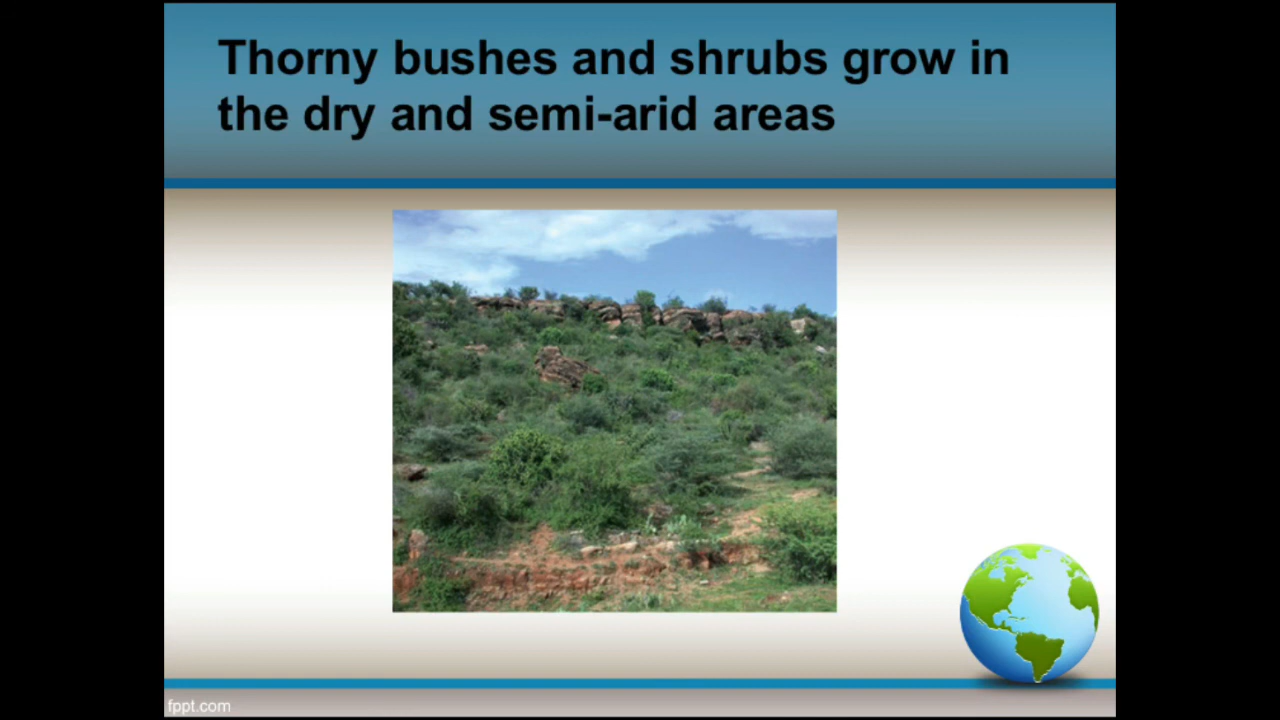 Thorny bushes and shrubs grow in
the dry and semi-arid areas
fppt.com